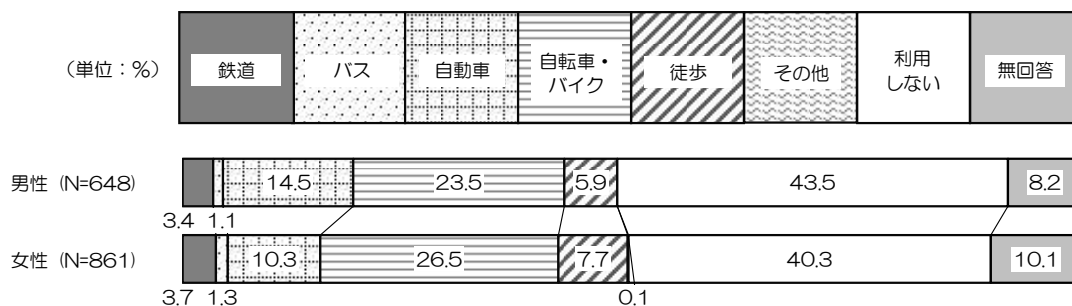 (単位:%)
鉄道
バス
自動車
自転車・
バイク
徒歩
その他
利用
しない
無回答
男性 (N=648)
14.5
23.5
5.9
43.5
8.2
3.4
1.1
女性 (N=861)
10.3
26.5
7.7
40.3
10.1
3.7
1.3
0.1